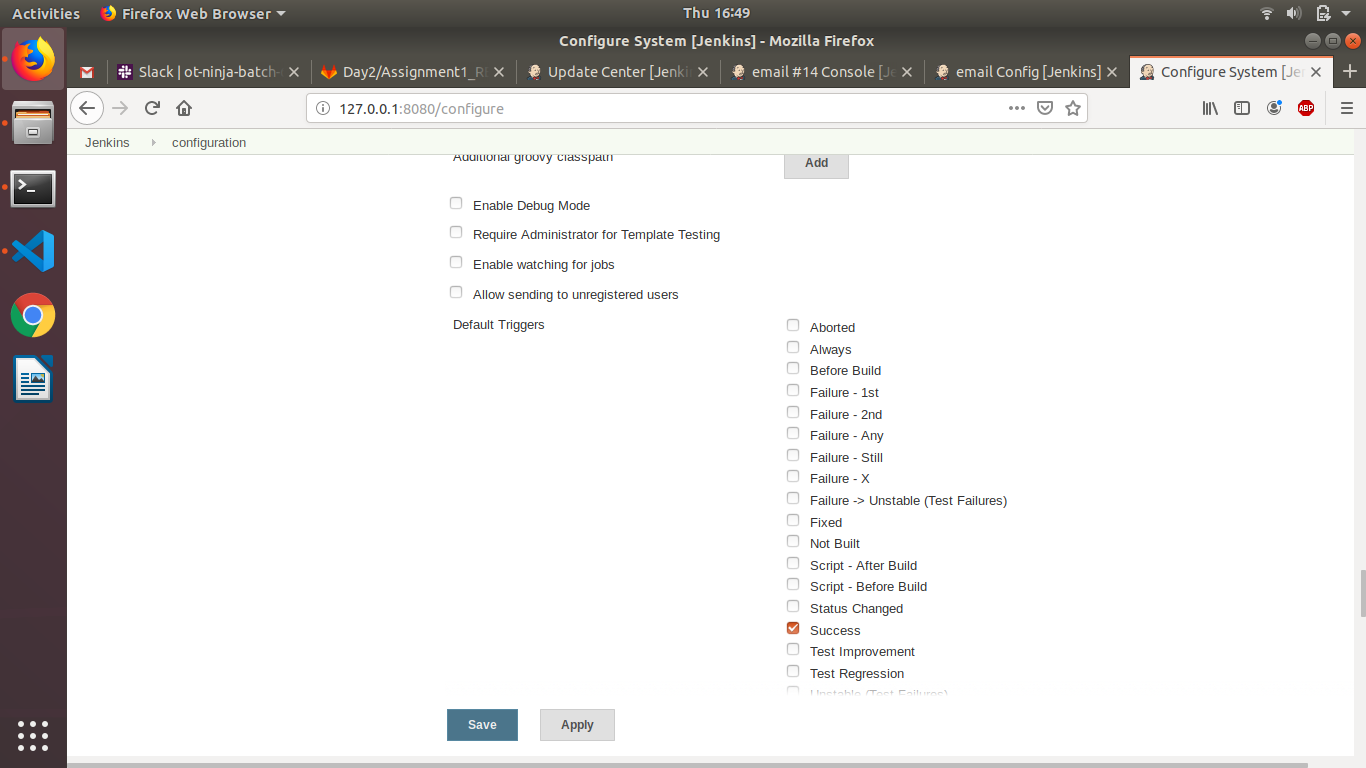 Activities Firefox Web Browser Thu 16:49
Configure System [Jenkins] - Mozilla Firefox
Slack | ot-ninja-batch- Day2/Assignment1_R Update Center [Jenki email #14 Console [Je email Config [Jenkins] Configure System [Je
127.0.0.1:8080/configure ABP
Jenkins configuration
Additional groovy classpath Add
Enable Debug Mode
Require Administrator for Template Testing
Enable watching for jobs
Allow sending to unregistered users
Default Triggers
Aborted
Always
Before Build
Failure - 1st
Failure - 2nd
Failure - Any
Failure - Still
Failure - X
Failure -> Unstable (Test Failures)
Fixed
Not Built
Script - After Build
Script - Before Build
Status Changed
Success
Test Improvement
Test Regression
Unstable (Test Failures)
Save Apply